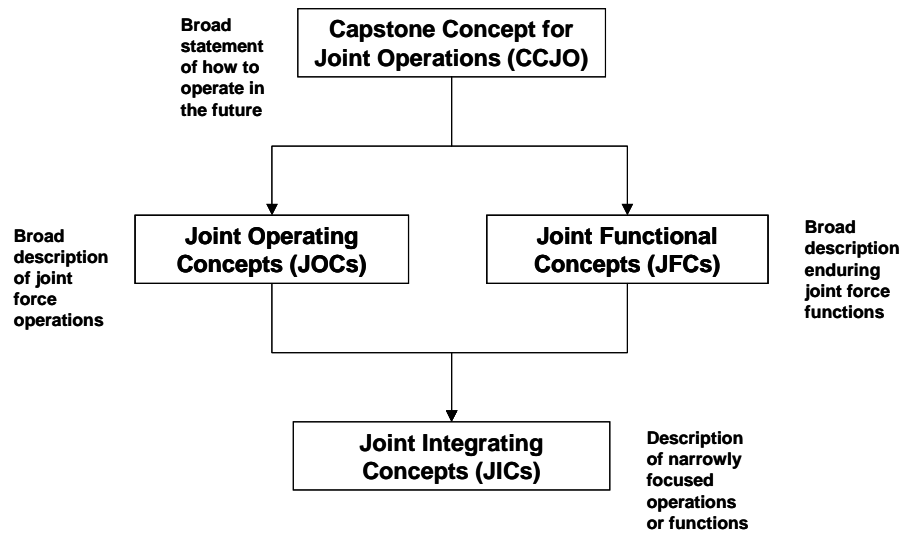 Broad
statement
of how to
operate in
the future
Capstone Concept for
Joint Operations (CCJO)
Broad
description
of joint
force
operations
Joint Operating
Concepts (JOCs)
Joint Functional
Concepts (JFCs)
Broad
description
enduring
joint force
functions
Joint Integrating
Concepts (JICs)
Description
of narrowly
focused
operations
or functions